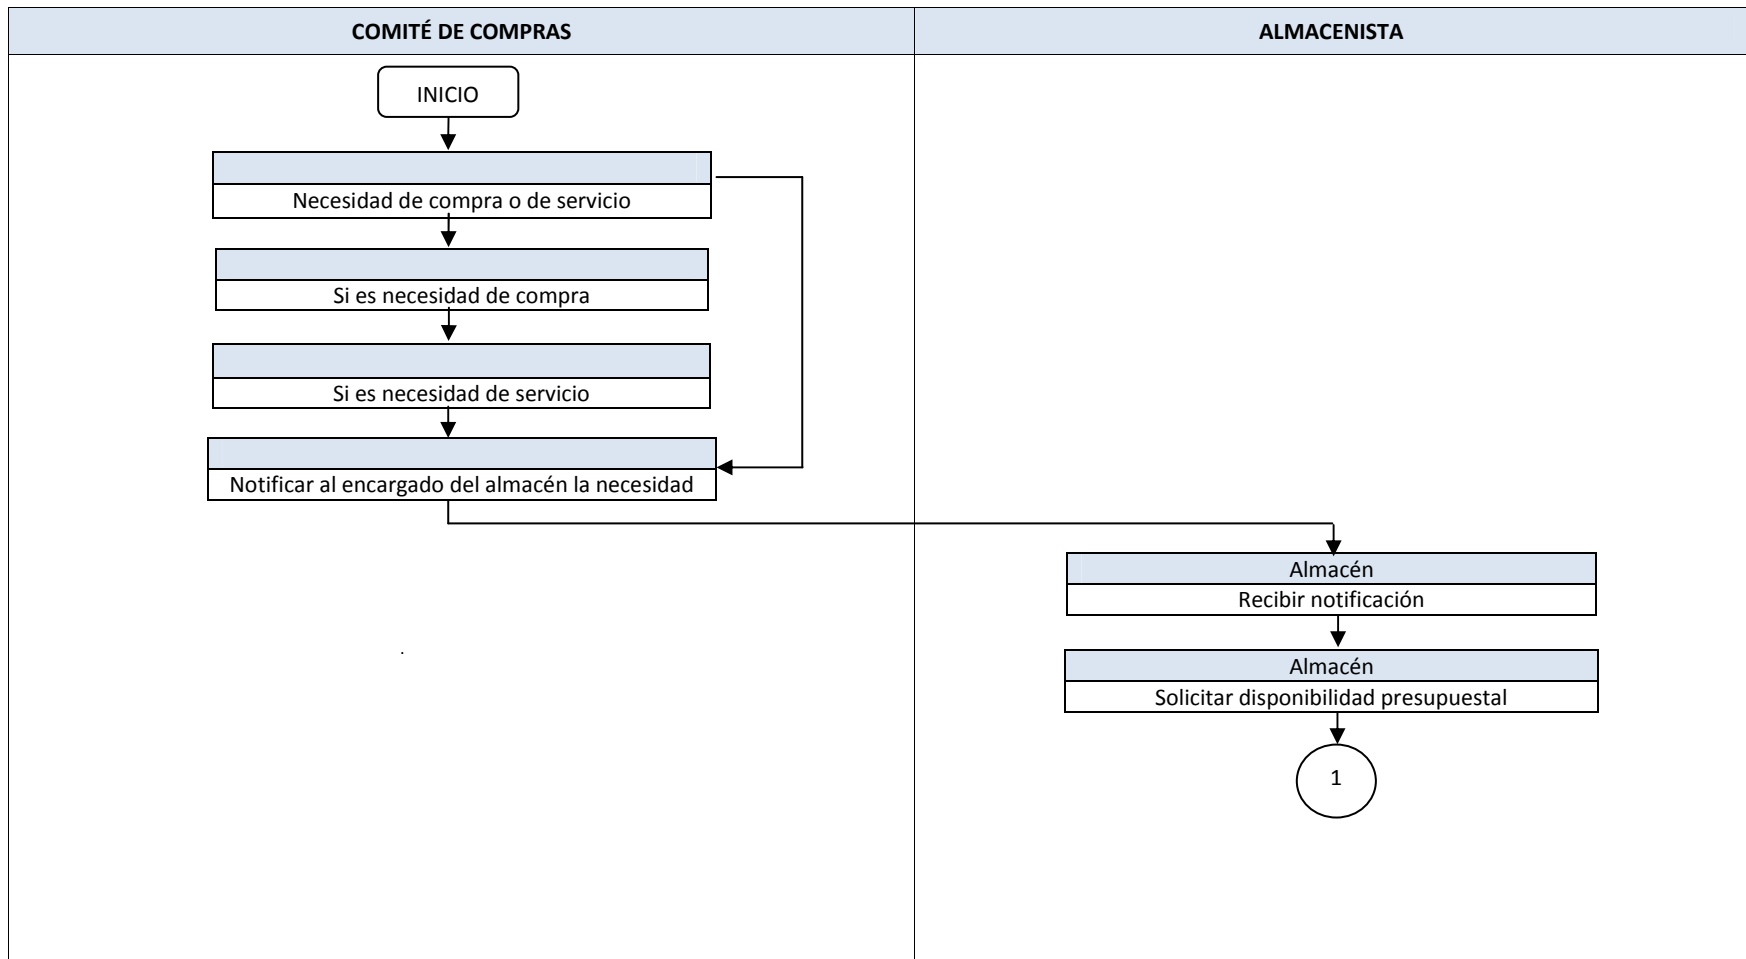 COMITÉ DE COMPRAS
ALMACENISTA
INICIO
Necesidad de compra o de servicio
Si es necesidad de compra
Si es necesidad de servicio
Notificar al encargado del almacén la necesidad
Almacén
Recibir notificación
.
Almacén
Solicitar disponibilidad presupuestal
1